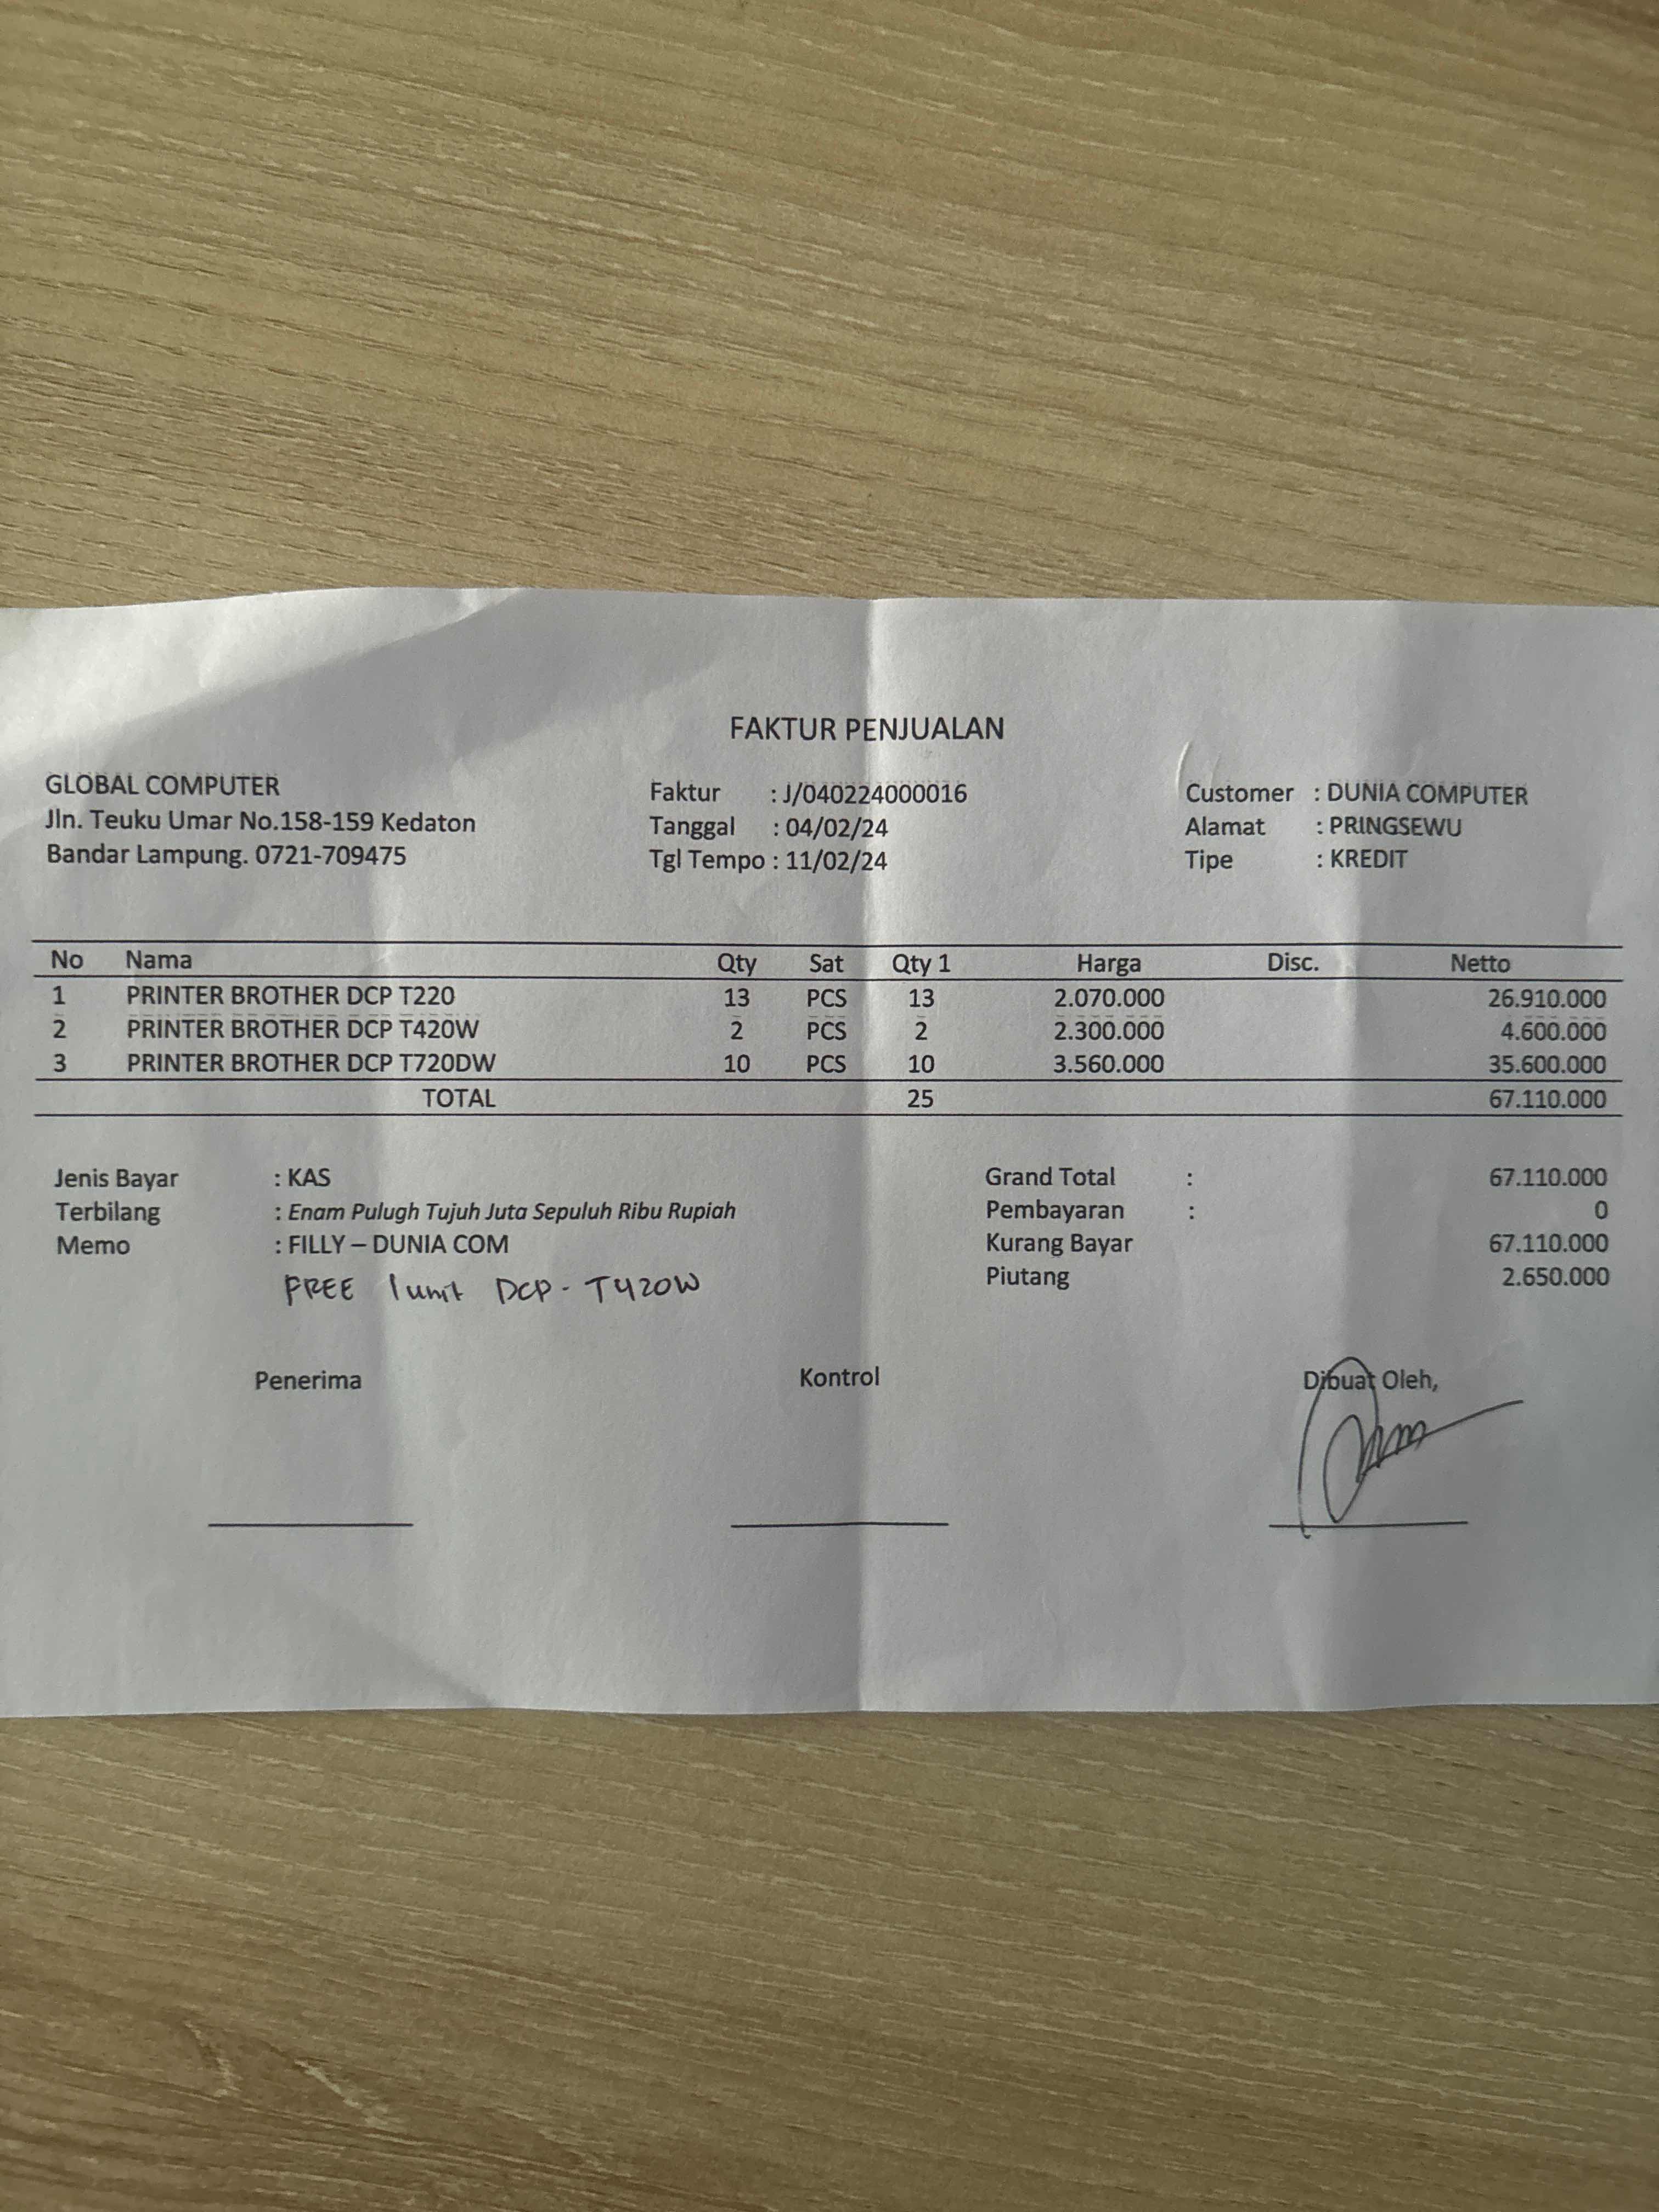 FAKTUR PENJUALAN
GLOBAL COMPUTER
Jln. Teuku Umar No.158-159 Kedaton
Bandar Lampung. 0721-709475
Faktur : J/040224000016
Tanggal : 04/02/24
Tgl Tempo : 11/02/24
Customer : DUNIA COMPUTER
Alamat : PRINGSEWU
Tipe : KREDIT
No Nama Qty Sat Qty 1 Harga Disc. Netto
1 PRINTER BROTHER DCP T220 13 PCS 13 2.070.000 26.910.000
2 PRINTER BROTHER DCP T420W 2 PCS 2 2.300.000 4.600.000
3 PRINTER BROTHER DCP T720DW 10 PCS 10 3.560.000 35.600.000
TOTAL 25 67.110.000
Jenis Bayar : KAS
Terbilang : Enam Pulugh Tujuh Juta Sepuluh Ribu Rupiah
Memo : FILLY – DUNIA COM
FREE 1 unit DCP - T420W
Grand Total : 67.110.000
Pembayaran : 0
Kurang Bayar 67.110.000
Piutang 2.650.000
Penerima Kontrol Dibuat Oleh,